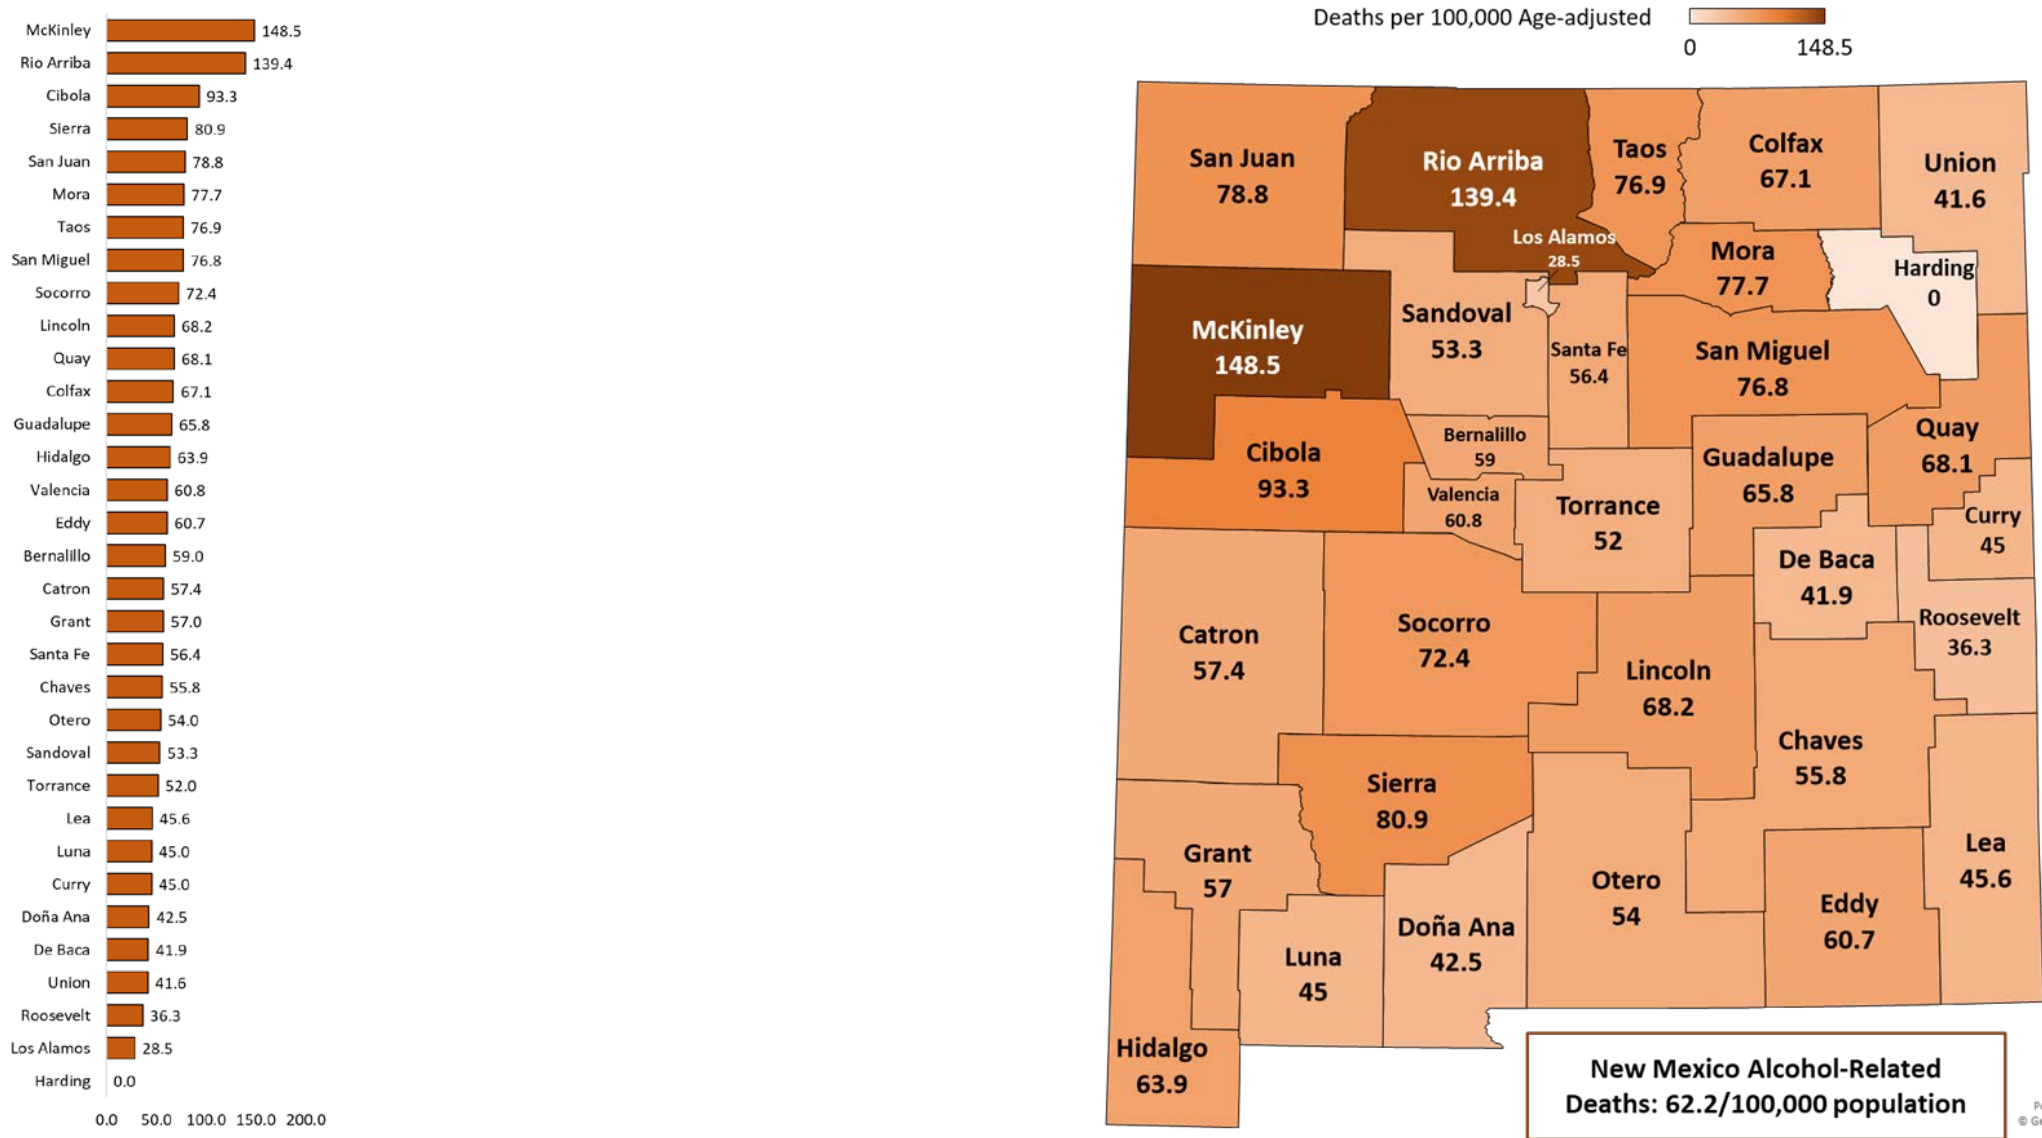 McKinley 148.5
Rio Arriba 139.4
Cibola 93.3
Sierra 80.9
San Juan 78.8
Mora 77.7
Taos 76.9
San Miguel 76.8
Socorro 72.4
Lincoln 68.2
Quay 68.1
Colfax 67.1
Guadalupe 65.8
Hidalgo 63.9
Valencia 60.8
Eddy 60.7
Bernalillo 59.0
Catron 57.4
Grant 57.0
Santa Fe 56.4
Chaves 55.8
Otero 54.0
Sandoval 53.3
Torrance 52.0
Lea 45.6
Luna 45.0
Curry 45.0
Doña Ana 42.5
De Baca 41.9
Union 41.6
Roosevelt 36.3
Los Alamos 28.5
Harding 0.0
0.0 50.0 100.0 150.0 200.0
Deaths per 100,000 Age-adjusted
0 148.5
San Juan
78.8
Rio Arriba
139.4
Taos
76.9
Colfax
67.1
Union
41.6
Los Alamos
28.5
Mora
77.7
Harding
0
McKinley
148.5
Sandoval
53.3
Santa Fe
56.4
San Miguel
76.8
Quay
68.1
Cibola
93.3
Bernalillo
59
Valencia
60.8
Torrance
52
Guadalupe
65.8
Curry
45
De Baca
41.9
Roosevelt
36.3
Catron
57.4
Socorro
72.4
Lincoln
68.2
Chaves
55.8
Sierra
80.9
Grant
57
Otero
54
Lea
45.6
Eddy
60.7
Luna
45
Doña Ana
42.5
Hidalgo
63.9
New Mexico Alcohol-Related
Deaths: 62.2/100,000 population